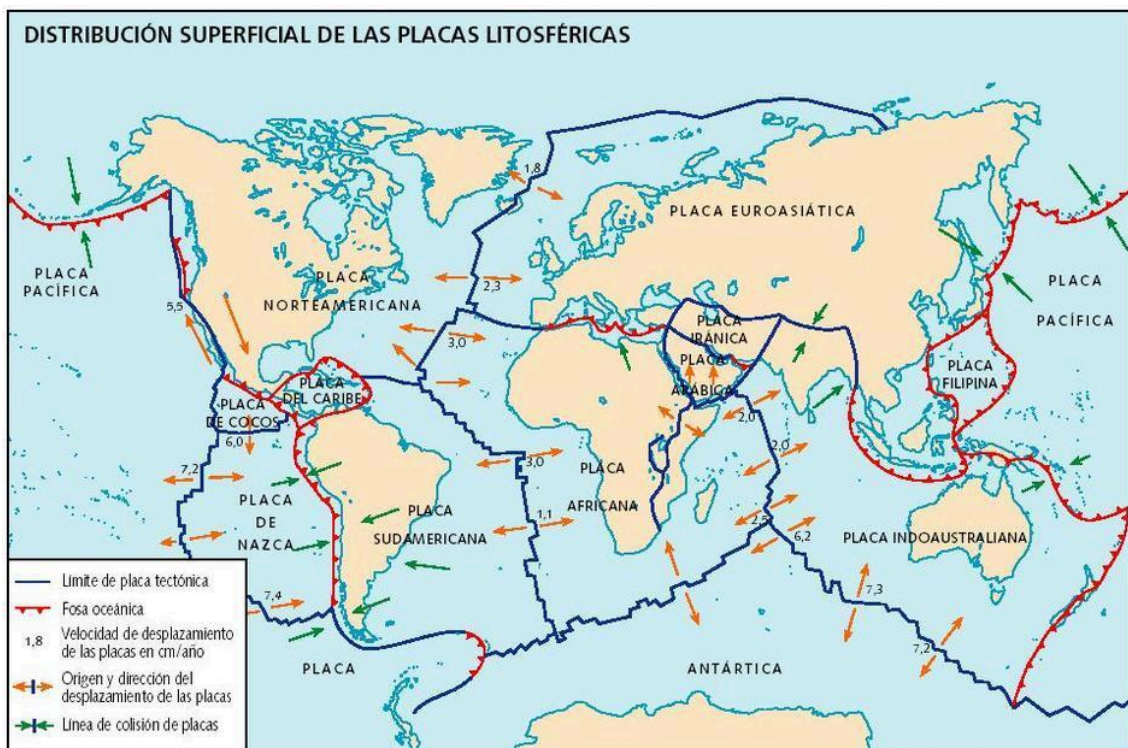 DISTRIBUCIÓN SUPERFICIAL DE LAS PLACAS LITOSFÉRICAS
1,8
PLACA EUROASIÁTICA
PLACA
PACÍFICA
PLACA
NORTEAMERICANA
2,3
PLACA
PACÍFICA
5,5
3,0
PLACA
IRÁNICA
PLACA
ARÁBICA
PLACA
FILIPINA
PLACA
DEL CARIBE
PLACA
DE COCOS
6,0
2,0
2,0
7,2
3,0
PLACA
AFRICANA
PLACA
DE
NAZCA
PLACA
SUDAMERICANA
1,1
2,5
6,2
PLACA INDOAUSTRALIANA
7,4
7,3
7,2
PLACA
ANTÁRTICA
Límite de placa tectónica
Fosa oceánica
1,8
Velocidad de desplazamiento
de las placas en cm/año
Origen y dirección del
desplazamiento de las placas
Línea de colisión de placas